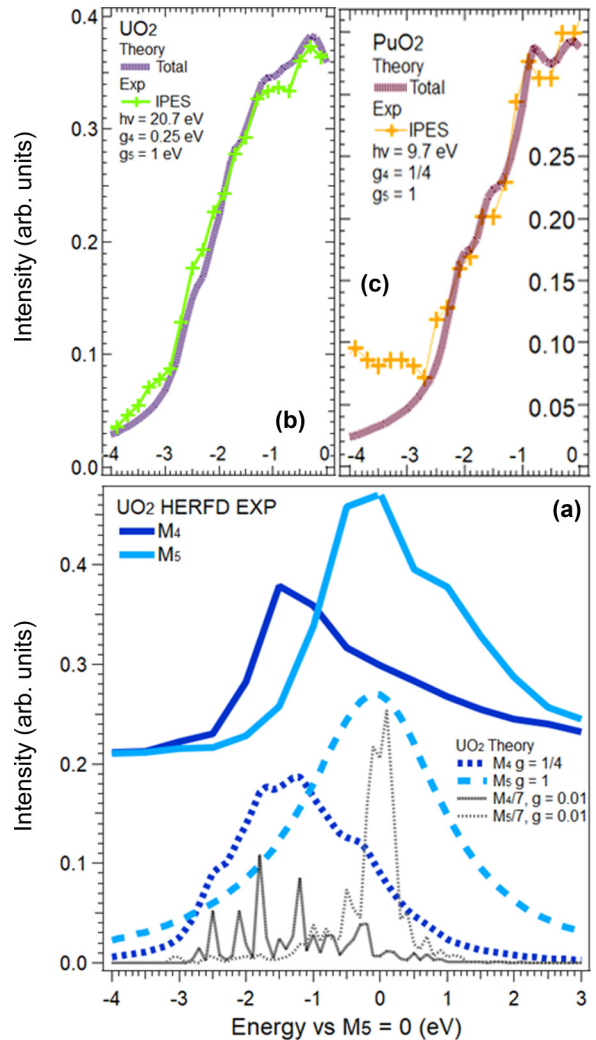 UO2
Theory
Total
Exp
IPES
hν = 20.7 eV
g4 = 0.25 eV
g5 = 1 eV
(b)
0.4
0.3
0.2
0.1
0.0
-4 -3 -2 -1 0
Intensity (arb. units)
PuO2
Theory
Total
Exp
IPES
hν = 9.7 eV
g4 = 1/4
g5 = 1
(c)
0.25
0.20
0.15
0.10
0.05
-4 -3 -2 -1 0
UO2 HERFD EXP
M4
M5
(a)
0.4
0.3
0.2
0.1
0.0
Intensity (arb. units)
UO2 Theory
M4 g = 1/4
M5 g = 1
M4/7, g = 0.01
M5/7, g = 0.01
-4 -3 -2 -1 0 1 2 3
Energy vs M5 = 0 (eV)